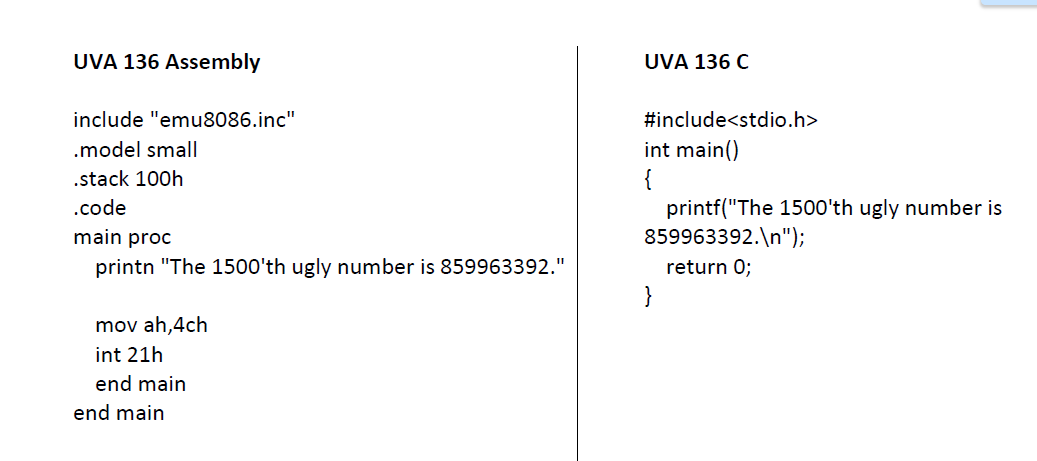 UVA 136 Assembly
include "emu8086.inc"
.model small
.stack 100h
.code
main proc
printn "The 1500'th ugly number is 859963392."
mov ah,4ch
int 21h
end main
end main
UVA 136 C
#include<stdio.h>
int main()
{
printf("The 1500'th ugly number is
859963392.\n");
return 0;
}